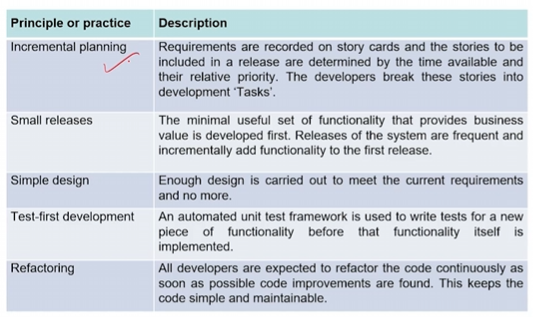 Principle or practice Description
Incremental planning Requirements are recorded on story cards and the stories to be
included in a release are determined by the time available and
their relative priority. The developers break these stories into
development ‘Tasks’.
Small releases The minimal useful set of functionality that provides business
value is developed first. Releases of the system are frequent and
incrementally add functionality to the first release.
Simple design Enough design is carried out to meet the current requirements
and no more.
Test-first development An automated unit test framework is used to write tests for a new
piece of functionality before that functionality itself is
implemented.
Refactoring All developers are expected to refactor the code continuously as
soon as possible code improvements are found. This keeps the
code simple and maintainable.